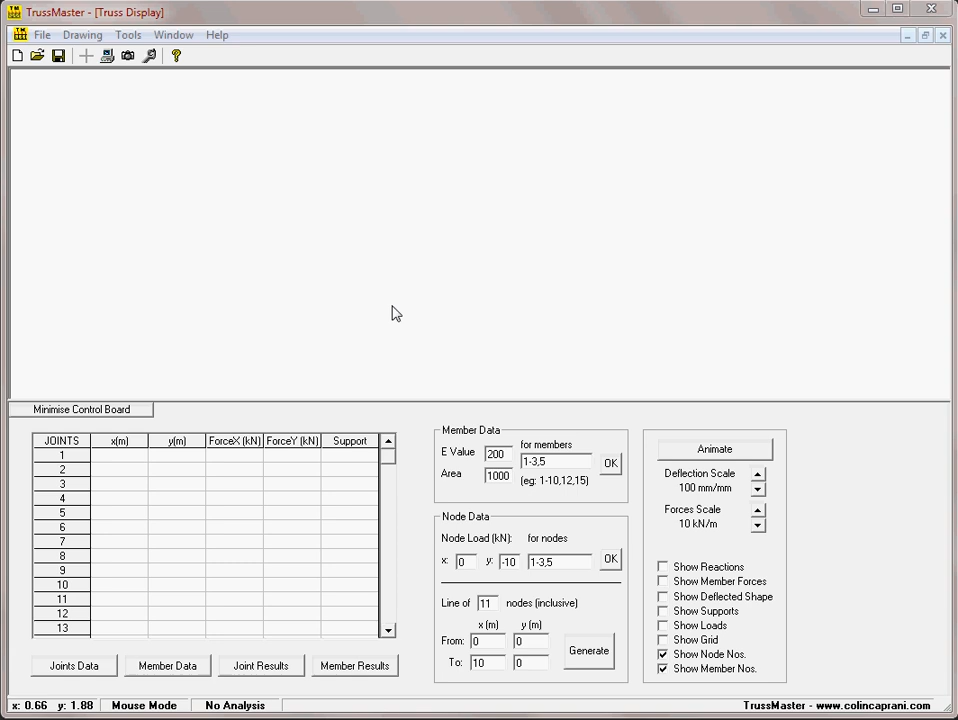 TrussMaster - [Truss Display]
File Drawing Tools Window Help
Minimise Control Board
JOINTS x(m) y(m) ForceX (kN) ForceY (kN) Support
1
2
3
4
5
6
7
8
9
10
11
12
13
Joints Data Member Data Joint Results Member Results
Member Data
E Value 200 for members
1-3,5 OK
Area 1000 (eg: 1-10,12,15)
Node Data
Node Load (kN): for nodes
x: 0 y: -10 1-3,5 OK
Line of 11 nodes (inclusive)
x (m) y (m)
From: 0 0
To: 10 0
Generate
Animate
Deflection Scale
100 mm/mm
Forces Scale
10 kN/m
Show Reactions
Show Member Forces
Show Deflected Shape
Show Supports
Show Loads
Show Grid
Show Node Nos.
Show Member Nos.
x: 0.66 y: 1.88 Mouse Mode No Analysis TrussMaster - www.colincaprani.com